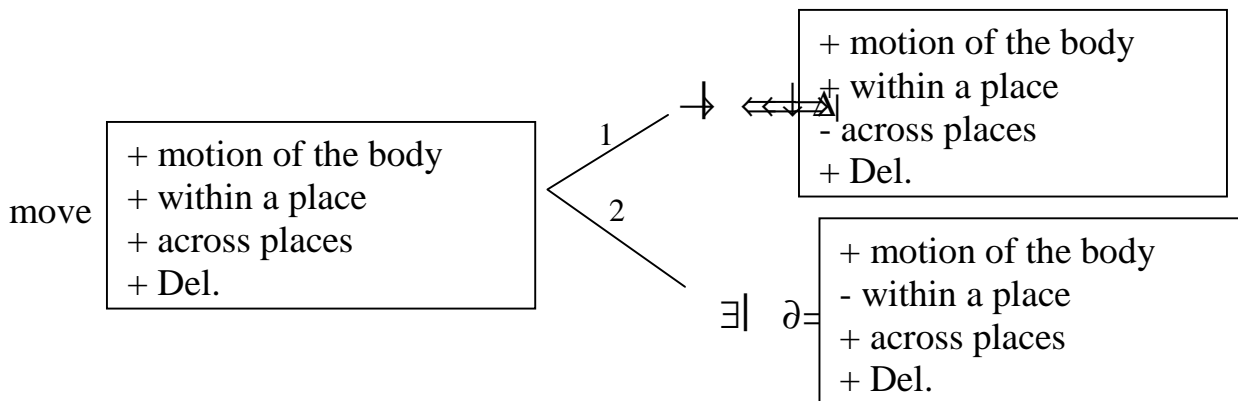 move
+ motion of the body
+ within a place
+ across places
+ Del.
1
+ motion of the body
+ within a place
- across places
+ Del.
2
∃| ∂=
+ motion of the body
- within a place
+ across places
+ Del.